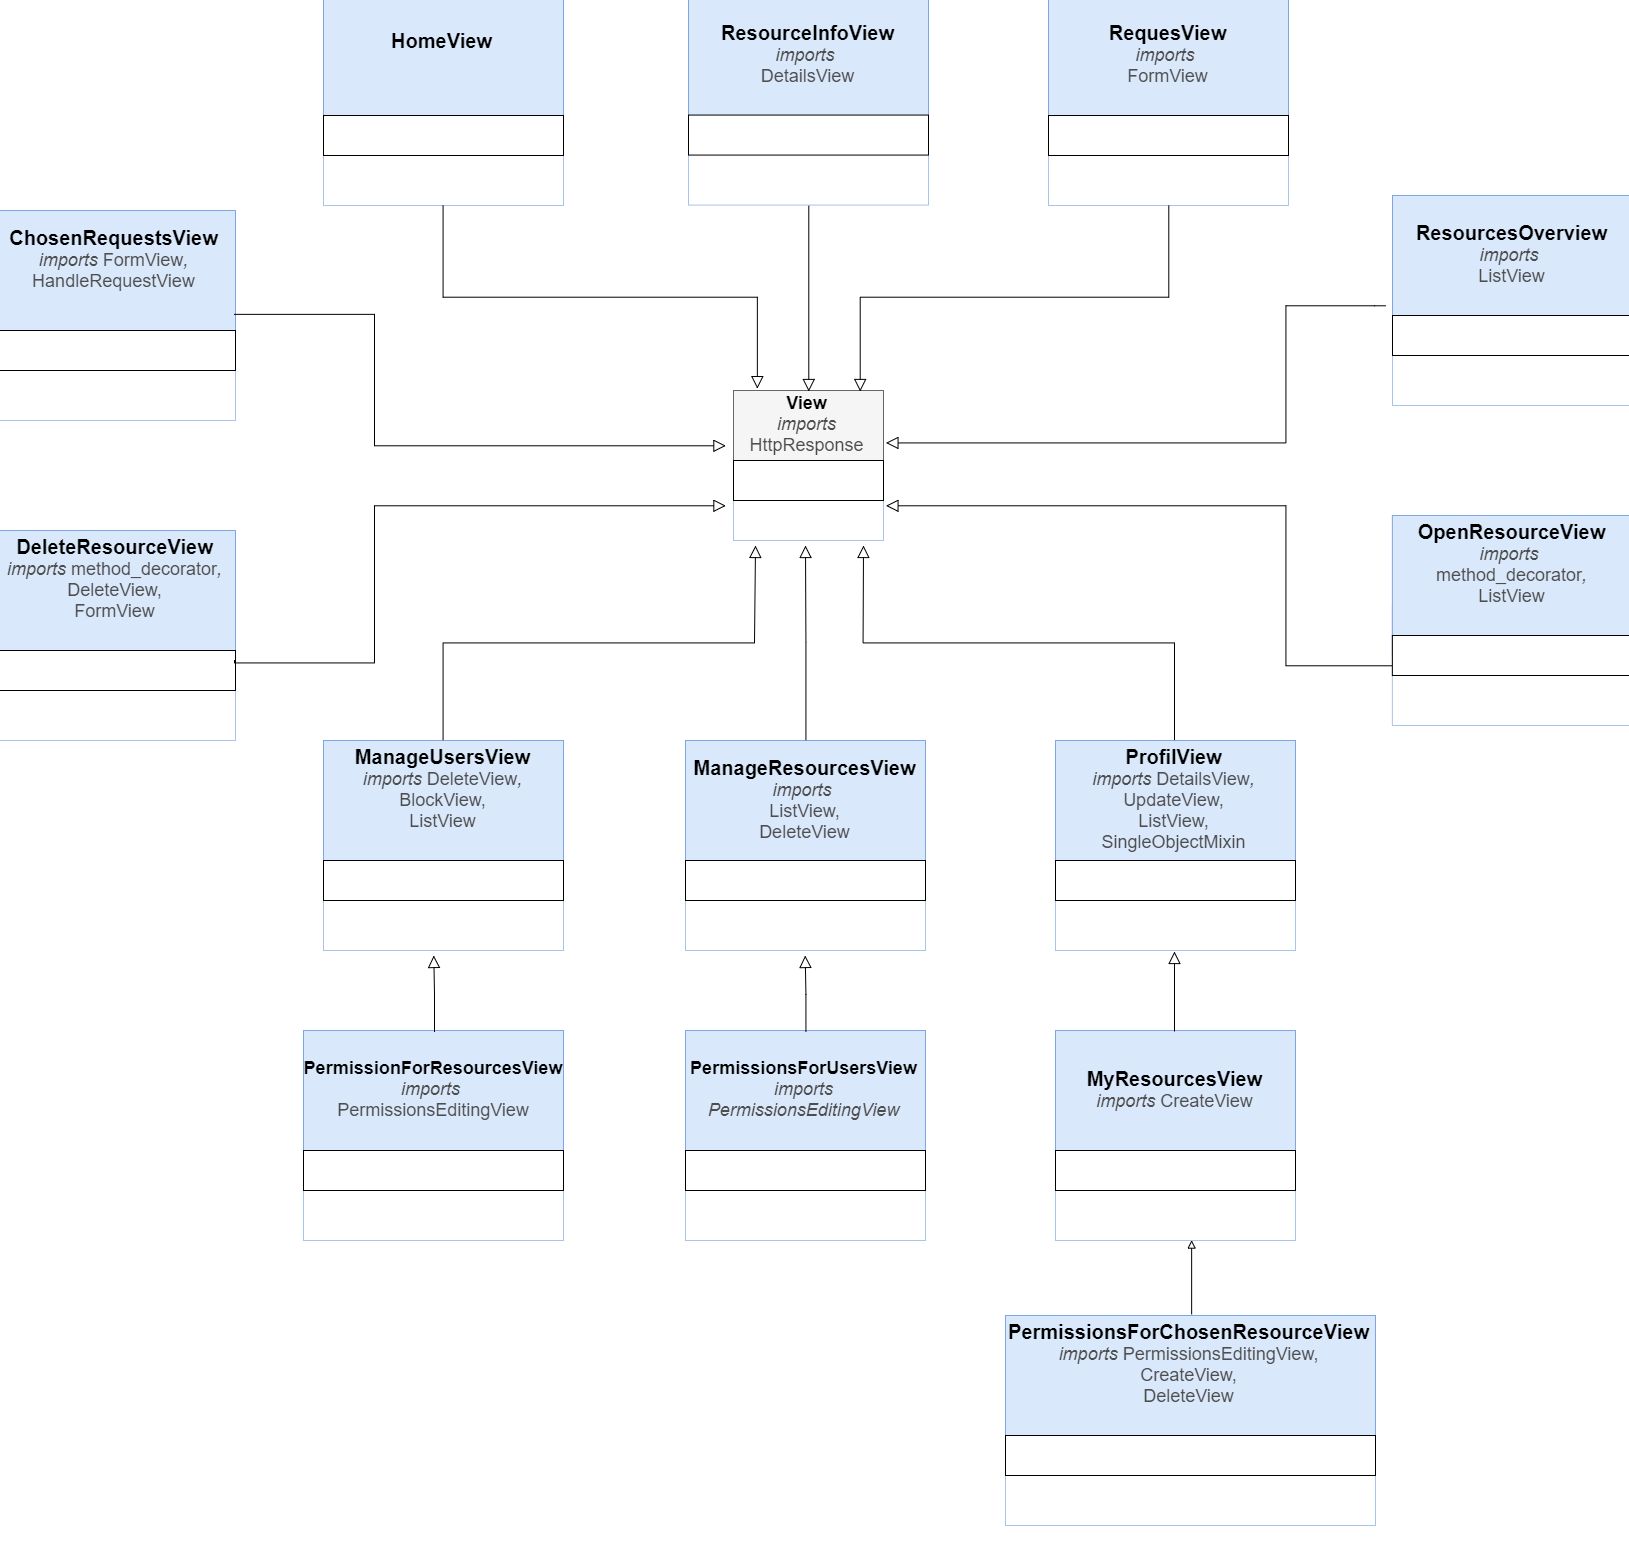 HomeView
ResourceInfoView
imports
DetailsView
RequesView
imports
FormView
ChosenRequestsView
imports FormView,
HandleRequestView
ResourcesOverview
imports
ListView
View
imports
HttpResponse
DeleteResourceView
imports method_decorator,
DeleteView,
FormView
OpenResourceView
imports
method_decorator,
ListView
ManageUsersView
imports DeleteView,
BlockView,
ListView
ManageResourcesView
imports
ListView,
DeleteView
ProfilView
imports DetailsView,
UpdateView,
ListView,
SingleObjectMixin
PermissionForResourcesView
imports
PermissionsEditingView
PermissionsForUsersView
imports
PermissionsEditingView
MyResourcesView
imports CreateView
PermissionsForChosenResourceView
imports PermissionsEditingView,
CreateView,
DeleteView